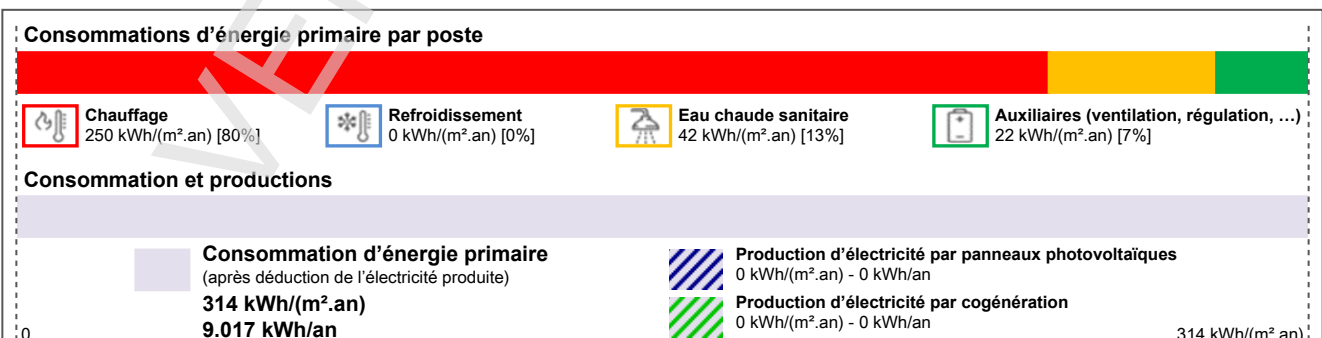 Consommations d’énergie primaire par poste
Chauffage
250 kWh/(m².an) [80%]
Refroidissement
0 kWh/(m².an) [0%]
Eau chaude sanitaire
42 kWh/(m².an) [13%]
Auxiliaires (ventilation, régulation, …)
22 kWh/(m².an) [7%]
Consommation et productions
Consommation d’énergie primaire
(après déduction de l’électricité produite)
314 kWh/(m².an)
9.017 kWh/an
Production d’électricité par panneaux photovoltaïques
0 kWh/(m².an) - 0 kWh/an
Production d’électricité par cogénération
0 kWh/(m².an) - 0 kWh/an
0
314 kWh/(m².an)